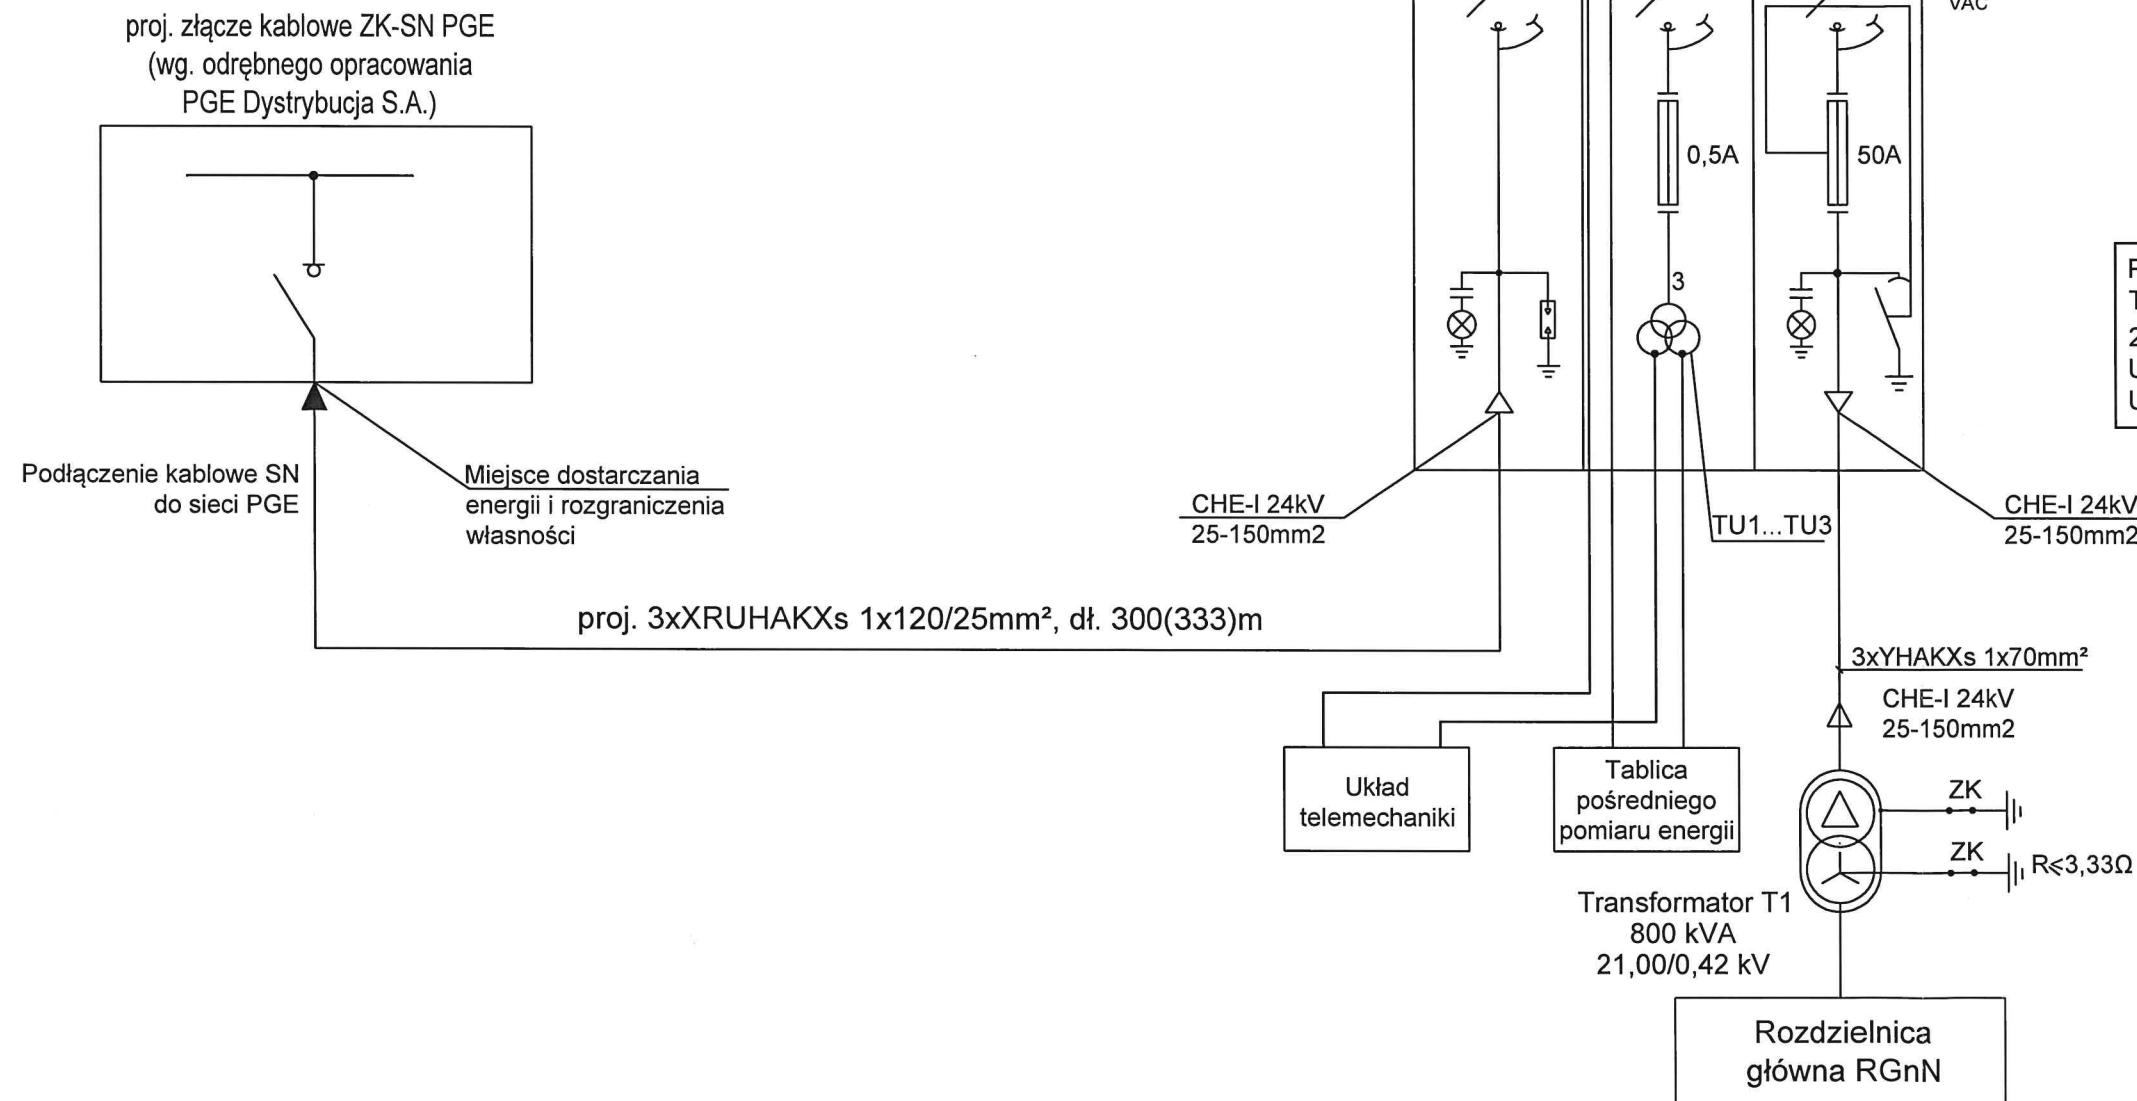 proj. złącze kablowe ZK-SN PGE
(wg. odrębnego opracowania
PGE Dystrybucja S.A.)
VAC
0,5A
50A
3
Podłączenie kablowe SN
do sieci PGE
Miejsce dostarczania
energii i rozgraniczenia
własności
CHE-I 24kV
25-150mm2
TU1...TU3
CHE-I 24kV
25-150mm2
proj. 3xXRUHAKXs 1x120/25mm², dł. 300(333)m
3xYHAKXs 1x70mm²
CHE-I 24kV
25-150mm2
Układ
telemechaniki
Tablica
pośredniego
pomiaru energii
ZK
ZK
R⩽3,33Ω
Transformator T1
800 kVA
21,00/0,42 kV
Rozdzielnica
główna RGnN